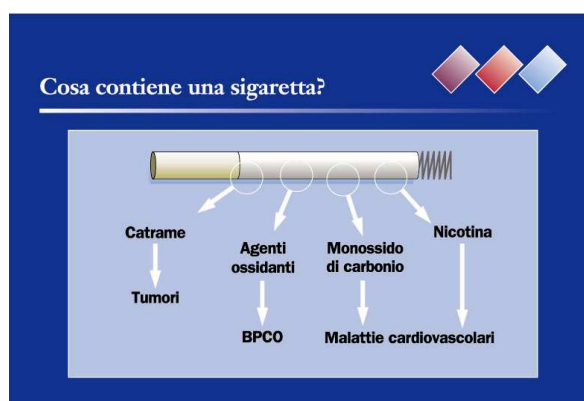 Cosa contiene una sigaretta?
Catrame
Agenti
ossidanti
Monossido
di carbonio
Nicotina
Tumori
BPCO
Malattie cardiovascolari